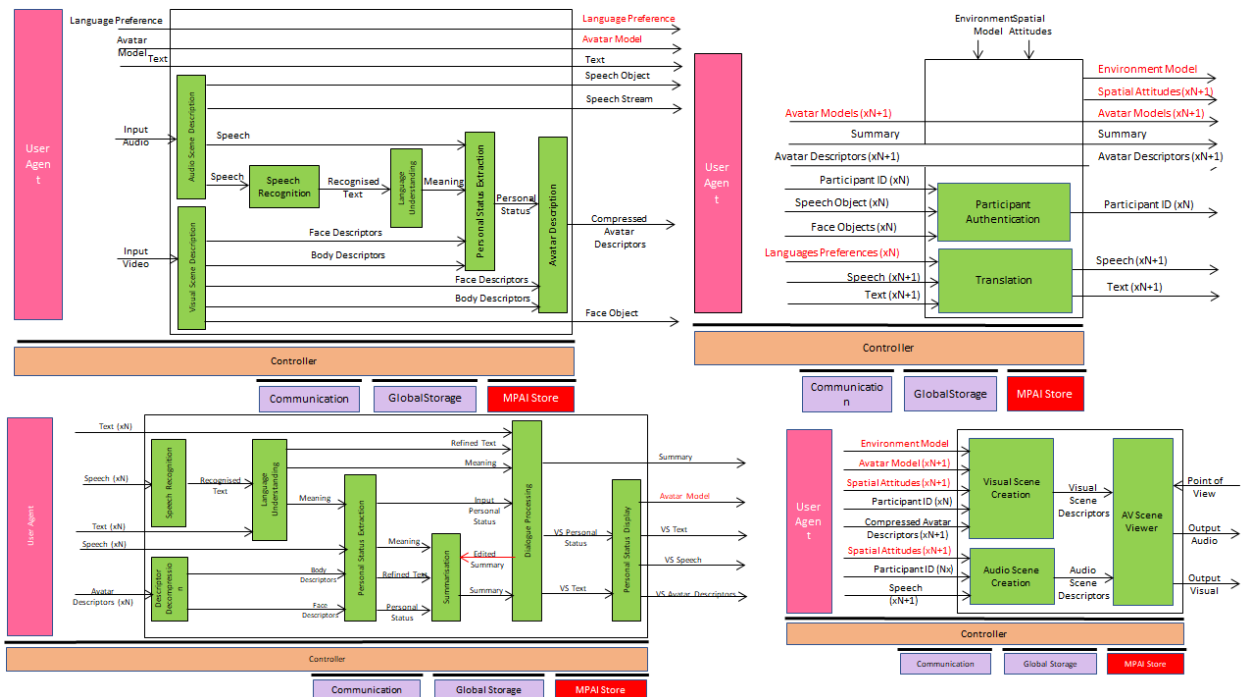 User
Agen
t
Language Preference
Avatar
Model
Text
Input
Audio
Input
Video
Audio Scene Description
Visual Scene Description
Speech
Speech
Speech
Recognition
Recognised
Text
Language
Understanding
Meaning
Personal Status Extraction
Personal
Status
Avatar Description
Face Descriptors
Body Descriptors
Face Descriptors
Body Descriptors
Language Preference
Avatar Model
Text
Speech Object
Speech Stream
Compressed
Avatar
Descriptors
Face Object
Controller
Communication
GlobalStorage
MPAI Store
User
Agen
t
Environment
Model
Spatial
Attitudes
Avatar Models (xN+1)
Summary
Avatar Descriptors (xN+1)
Participant ID (xN)
Speech Object (xN)
Face Objects (xN)
Languages Preferences (xN)
Speech (xN+1)
Text (xN+1)
Participant
Authentication
Translation
Environment Model
Spatial Attitudes (xN+1)
Avatar Models (xN+1)
Summary
Avatar Descriptors (xN+1)
Participant ID (xN)
Speech (xN+1)
Text (xN+1)
Controller
Communicatio
n
GlobalStorage
MPAI Store
User Agent
Text (xN)
Speech (xN)
Text (xN)
Speech (xN)
Avatar
Descriptors (xN)
Speech Recognition
Descriptor
Decompressio
n
Recognised
Text
Language
Understanding
Refined Text
Meaning
Meaning
Body
Descriptors
Face
Descriptors
Personal Status Extraction
Input
Personal
Status
Meaning
Refined Text
Personal
Status
Summarisation
Edited
Summary
Summary
Dialogue Processing
VS Personal
Status
VS Text
Personal Status Display
Summary
Avatar Model
VS Text
VS Speech
VS Avatar Descriptors
Controller
Communication
Global Storage
MPAI Store
User
Agen
t
Environment Model
Avatar Model (xN+1)
Spatial Attitudes (xN+1)
Participant ID (xN)
Compressed Avatar
Descriptors (xN+1)
Spatial Attitudes (xN+1)
Participant ID (Nx)
Speech
(xN+1)
Visual Scene
Creation
Audio Scene
Creation
Visual
Scene
Descriptors
Audio
Scene
Descriptors
AV Scene
Viewer
Point of
View
Output
Audio
Output
Visual
Controller
Communication
Global Storage
MPAI Store